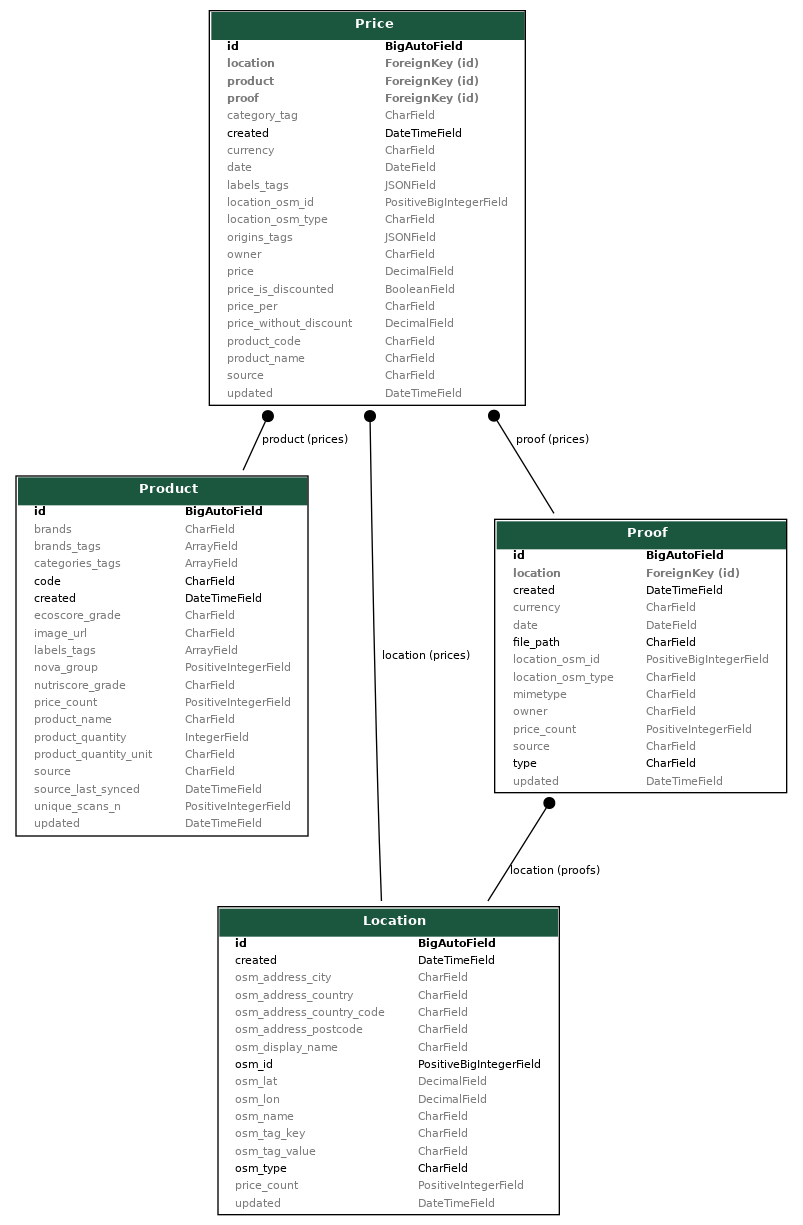 Price
id BigAutoField
location ForeignKey (id)
product ForeignKey (id)
proof ForeignKey (id)
category_tag CharField
created DateTimeField
currency CharField
date DateField
labels_tags JSONField
location_osm_id PositiveBigIntegerField
location_osm_type CharField
origins_tags JSONField
owner CharField
price DecimalField
price_is_discounted BooleanField
price_per CharField
price_without_discount DecimalField
product_code CharField
product_name CharField
source CharField
updated DateTimeField
product (prices)
proof (prices)
Product
id BigAutoField
brands CharField
brands_tags ArrayField
categories_tags ArrayField
code CharField
created DateTimeField
ecoscore_grade CharField
image_url CharField
labels_tags ArrayField
nova_group PositiveIntegerField
nutriscore_grade CharField
price_count PositiveIntegerField
product_name CharField
product_quantity IntegerField
product_quantity_unit CharField
source CharField
source_last_synced DateTimeField
unique_scans_n PositiveIntegerField
updated DateTimeField
location (prices)
Proof
id BigAutoField
location ForeignKey (id)
created DateTimeField
currency CharField
date DateField
file_path CharField
location_osm_id PositiveBigIntegerField
location_osm_type CharField
mimetype CharField
owner CharField
price_count PositiveIntegerField
source CharField
type CharField
updated DateTimeField
location (proofs)
Location
id BigAutoField
created DateTimeField
osm_address_city CharField
osm_address_country CharField
osm_address_country_code CharField
osm_address_postcode CharField
osm_display_name CharField
osm_id PositiveBigIntegerField
osm_lat DecimalField
osm_lon DecimalField
osm_name CharField
osm_tag_key CharField
osm_tag_value CharField
osm_type CharField
price_count PositiveIntegerField
updated DateTimeField